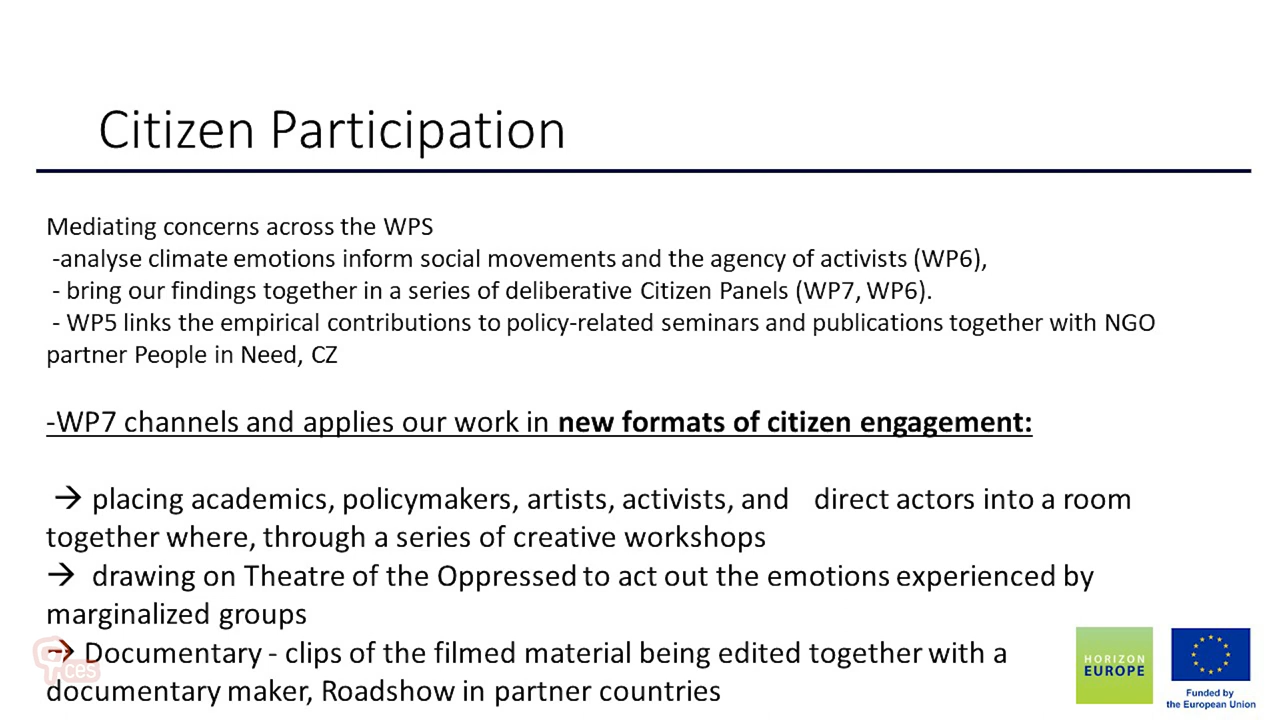 Citizen Participation
Mediating concerns across the WPS
-analyse climate emotions inform social movements and the agency of activists (WP6),
- bring our findings together in a series of deliberative Citizen Panels (WP7, WP6).
- WP5 links the empirical contributions to policy-related seminars and publications together with NGO
partner People in Need, CZ
-WP7 channels and applies our work in new formats of citizen engagement:
→ placing academics, policymakers, artists, activists, and direct actors into a room
together where, through a series of creative workshops
→ drawing on Theatre of the Oppressed to act out the emotions experienced by
marginalized groups
→ Documentary - clips of the filmed material being edited together with a
documentary maker, Roadshow in partner countries
ces
HORIZON
EUROPE
Funded by
the European Union